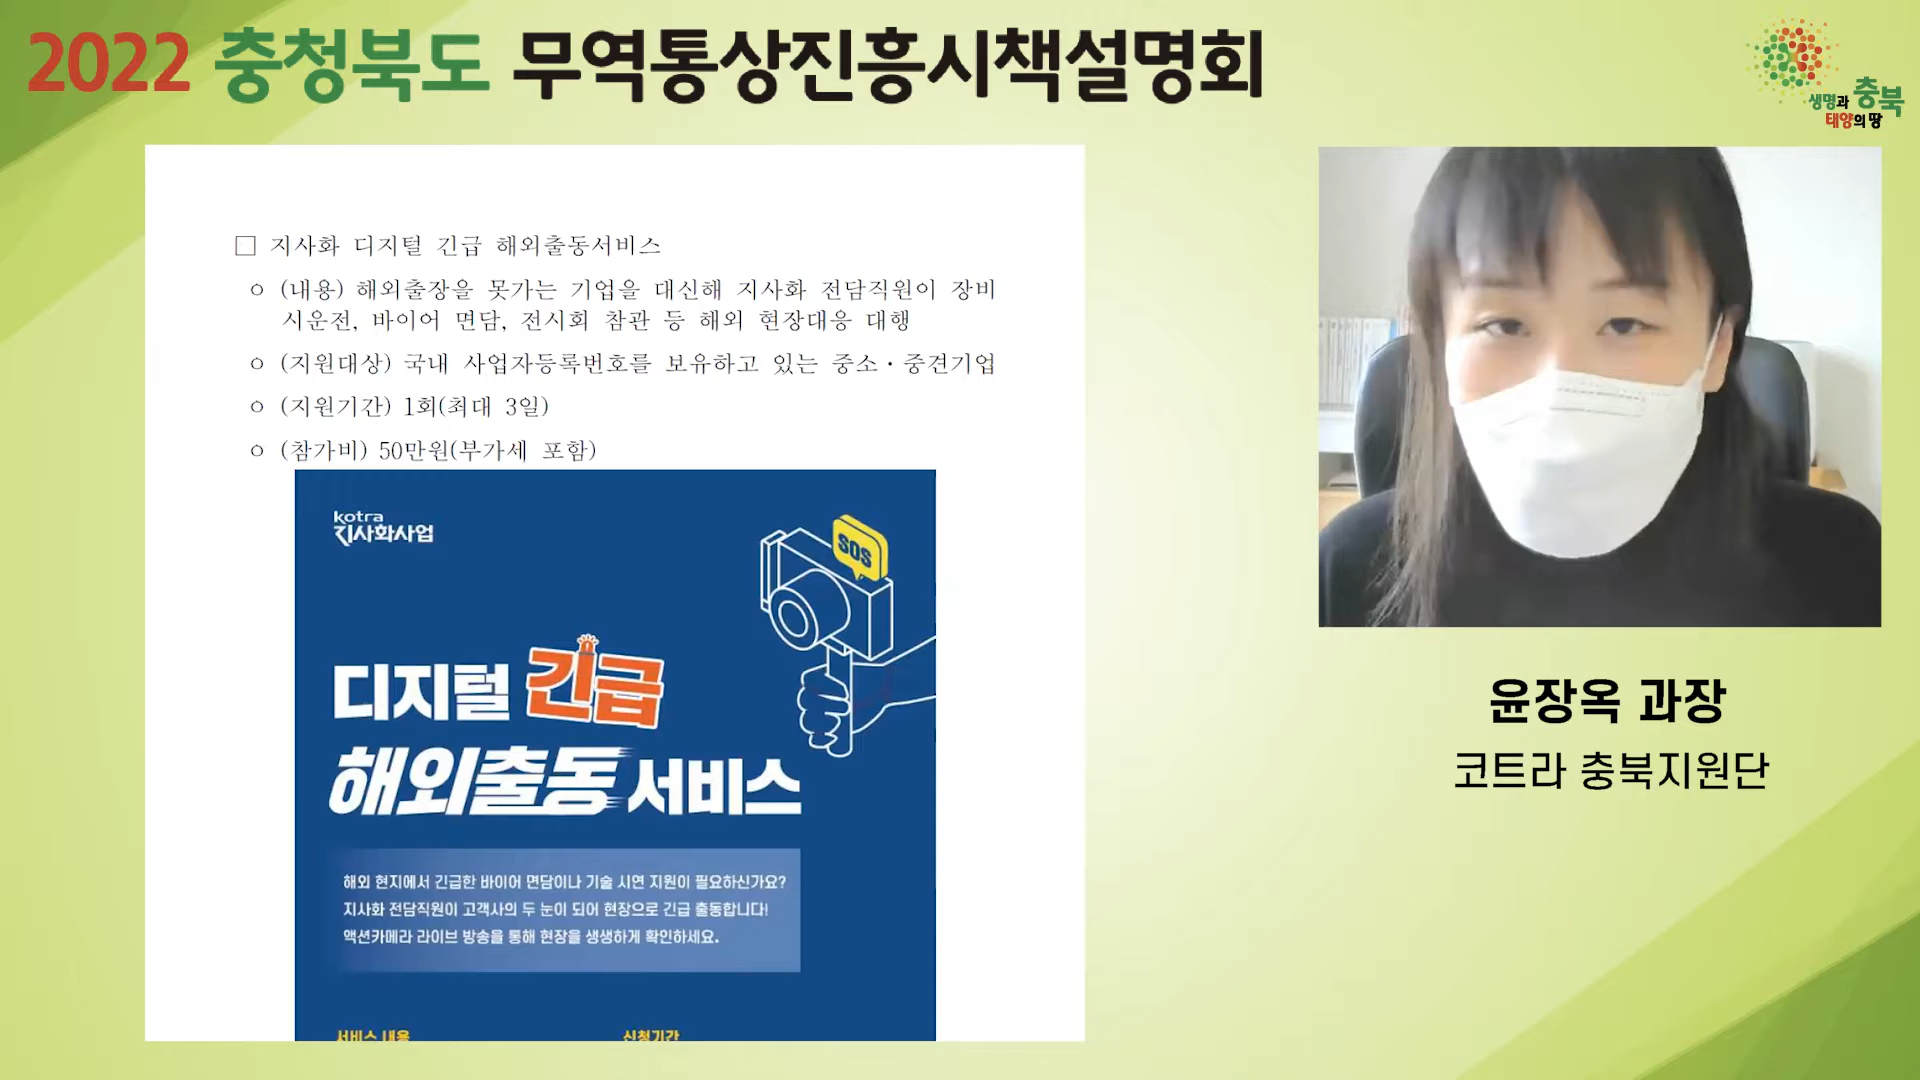 2022 충청북도 무역통상진흥시책설명회
생명과 충북
태양의 땅
□ 지사화 디지털 긴급 해외출동서비스
ㅇ (내용) 해외출장을 못가는 기업을 대신해 지사화 전담직원이 장비
시운전, 바이어 면담, 전시회 참관 등 해외 현장대응 대행
ㅇ (지원대상) 국내 사업자등록번호를 보유하고 있는 중소·중견기업
ㅇ (지원기간) 1회(최대 3일)
ㅇ (참가비) 50만원(부가세 포함)
kotra
지사화사업
SOS
디지털 긴급
해외출동 서비스
해외 현지에서 긴급한 바이어 면담이나 기술 시연 지원이 필요하신가요?
지사화 전담직원이 고객사의 두 눈이 되어 현장으로 긴급 출동합니다!
액션카메라 라이브 방송을 통해 현장을 생생하게 확인하세요.
서비스 내용
신청기간
윤장옥 과장
코트라 충북지원단